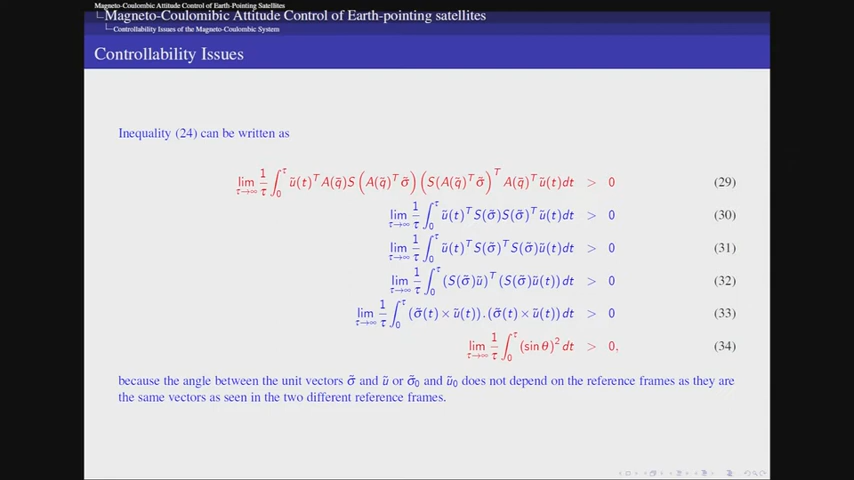 Magneto-Coulombic Attitude Control of Earth-Pointing Satellites
Magneto-Coulombic Attitude Control of Earth-pointing satellites
Controllability Issues of the Magneto-Coulombic System
Controllability Issues
Inequality (24) can be written as
lim_{τ→∞} 1/τ ∫_0^τ ũ(t)^T A(q̄)S(A(q̄)^T σ̃)(S(A(q̄)^T σ̃)^T A(q̄)^T ũ(t)dt > 0 (29)
lim_{τ→∞} 1/τ ∫_0^τ ũ(t)^T S(σ̃)S(σ̃)^T ũ(t)dt > 0 (30)
lim_{τ→∞} 1/τ ∫_0^τ ũ(t)^T S(σ̃)^T S(σ̃)ũ(t)dt > 0 (31)
lim_{τ→∞} 1/τ ∫_0^τ (S(σ̃)ũ)^T (S(σ̃)ũ(t)) dt > 0 (32)
lim_{τ→∞} 1/τ ∫_0^τ (σ̃(t) × ũ(t)).(σ̃(t) × ũ(t)) dt > 0 (33)
lim_{τ→∞} 1/τ ∫_0^τ (sin θ)^2 dt > 0, (34)
because the angle between the unit vectors σ̃ and ũ or σ̃_0 and ũ_0 does not depend on the reference frames as they are
the same vectors as seen in the two different reference frames.